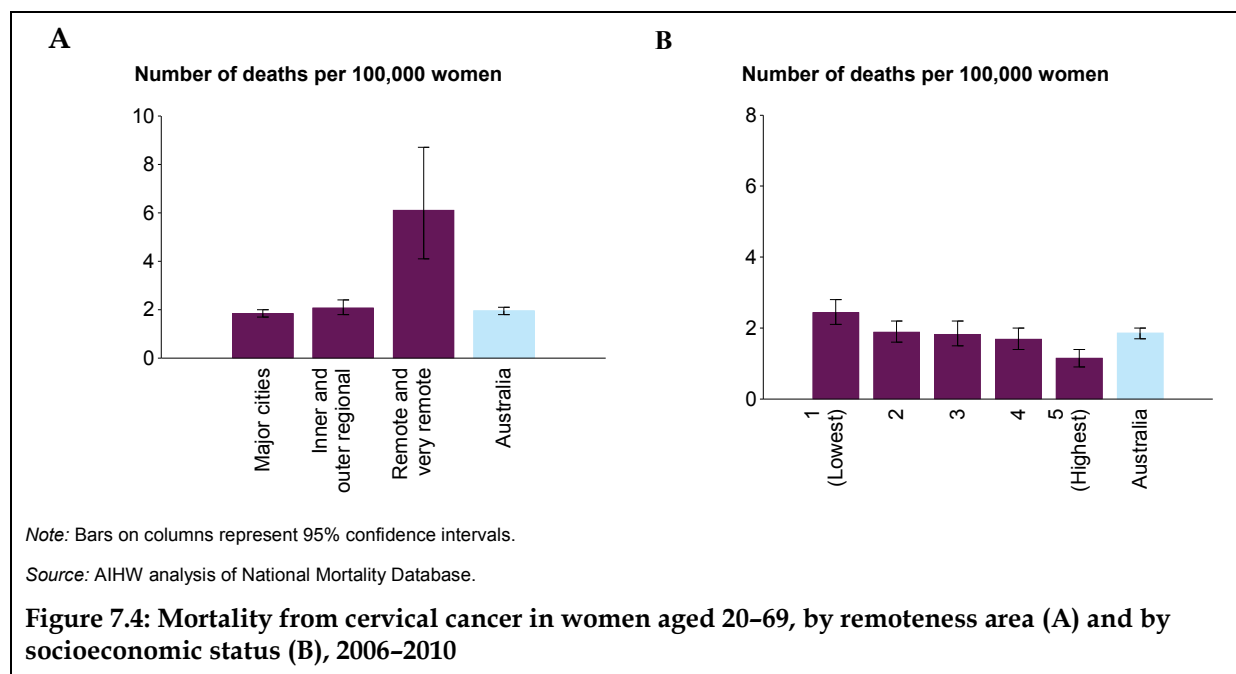 A
Number of deaths per 100,000 women
10
8
6
4
2
0
Major cities
Inner and
outer regional
Remote and
very remote
Australia
B
Number of deaths per 100,000 women
8
6
4
2
0
1
(Lowest)
2
3
4
5
(Highest)
Australia
Note: Bars on columns represent 95% confidence intervals.
Source: AIHW analysis of National Mortality Database.
Figure 7.4: Mortality from cervical cancer in women aged 20–69, by remoteness area (A) and by
socioeconomic status (B), 2006–2010